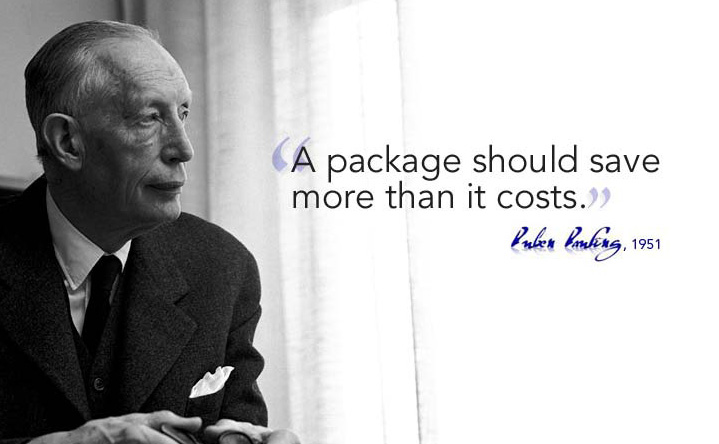 “A package should save
more than it costs.”
Ruben Rausing, 1951